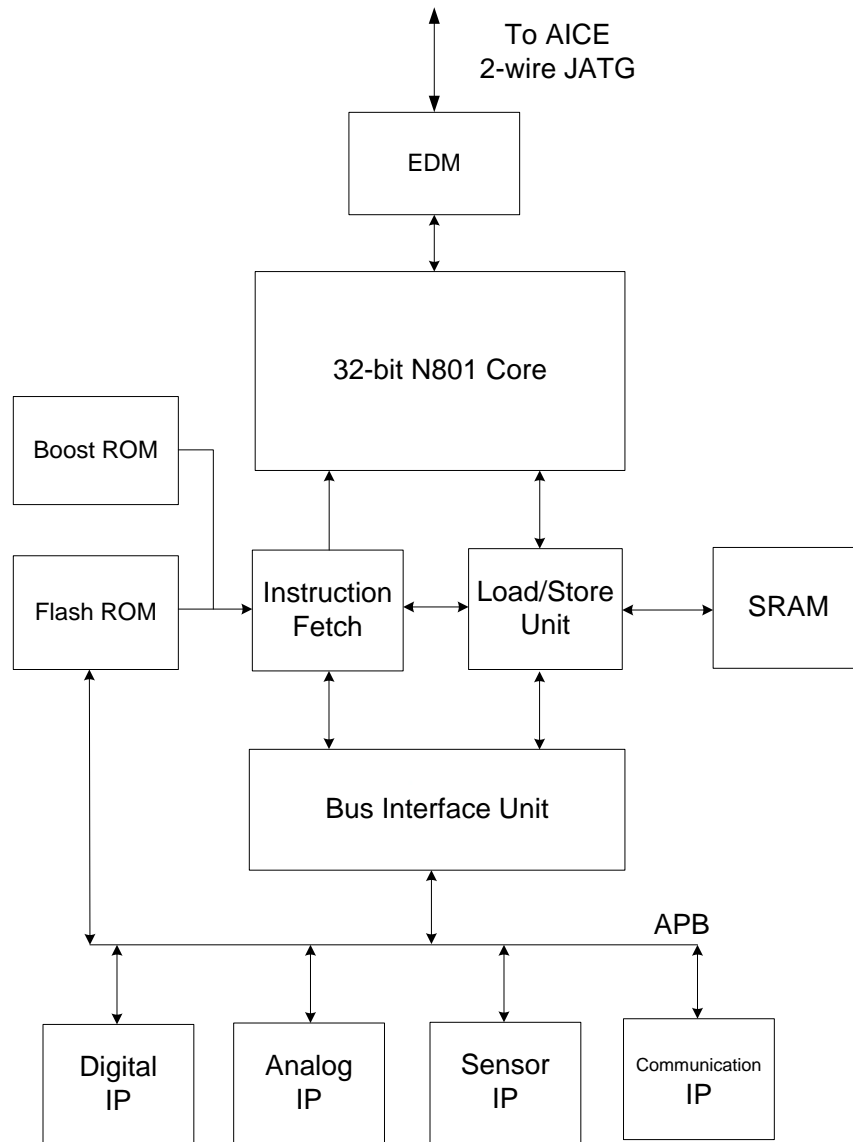 To AICE
2-wire JATG
EDM
32-bit N801 Core
Boost ROM
Flash ROM
Instruction
Fetch
Load/Store
Unit
SRAM
Bus Interface Unit
APB
Digital
IP
Analog
IP
Sensor
IP
Communication
IP